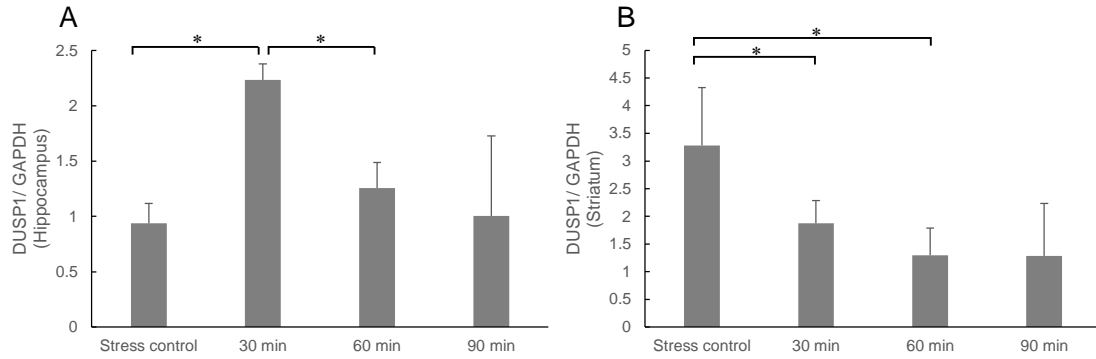 A
DUSP1/ GAPDH
(Hippocampus)
2.5
2
1.5
1
0.5
0
*
*
Stress control
30 min
60 min
90 min
B
DUSP1/ GAPDH
(Striatum)
5
4.5
4
3.5
3
2.5
2
1.5
1
0.5
0
*
*
Stress control
30 min
60 min
90 min